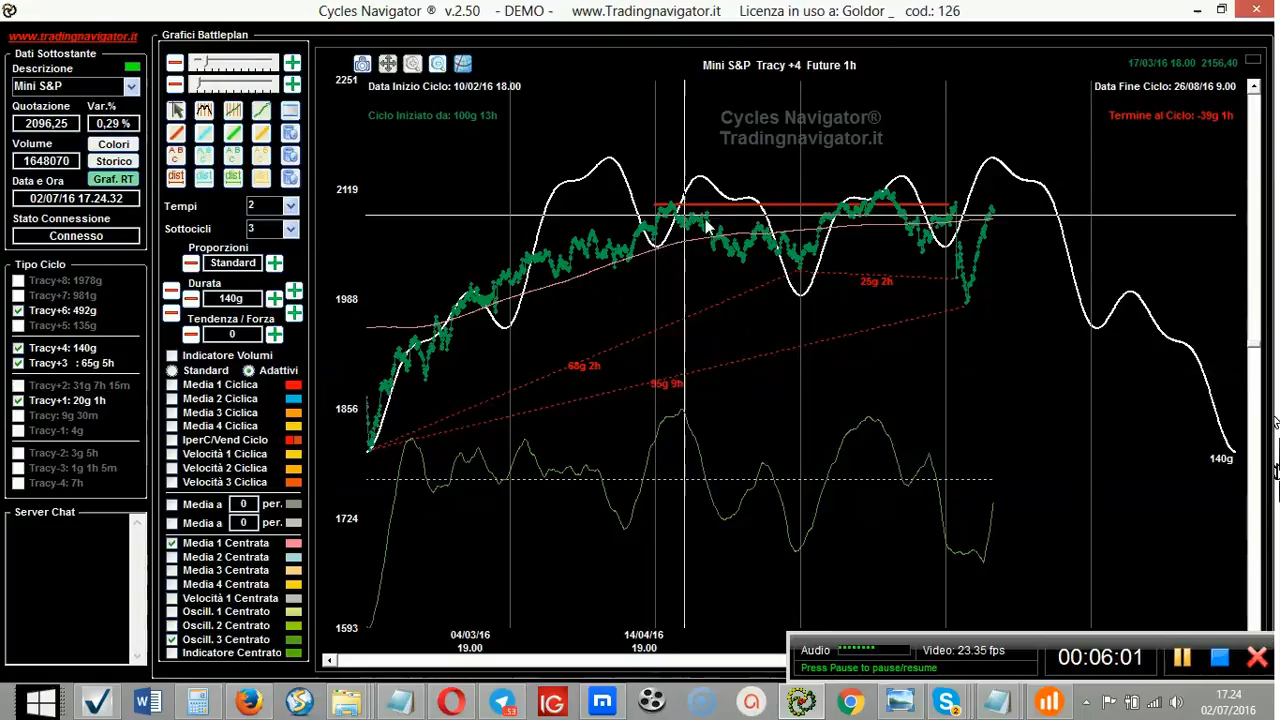 Cycles Navigator ® v.2.50 - DEMO - www.Tradingnavigator.it Licenza in uso a: Goldor _ cod.: 126
www.tradingnavigator.it
Dati Sottostante
Descrizione
Mini S&P
Quotazione Var.%
2096,25 0,29 %
Volume Colori
1648070 Storico
Data e Ora Graf. RT
02/07/16 17.24.32
Stato Connessione
Connesso
Tipo Ciclo
Tracy+8: 1978g
Tracy+7: 981g
Tracy+6: 492g
Tracy+5: 135g
Tracy+4: 140g
Tracy+3 : 65g 5h
Tracy+2: 31g 7h 15m
Tracy+1: 20g 1h
Tracy: 9g 30m
Tracy-1: 4g
Tracy-2: 3g 5h
Tracy-3: 1g 1h 5m
Tracy-4: 7h
Server Chat
Grafici Battleplan
A B C A B C A B C A B C
dist dist dist dist
Tempi 2
Sottocicli 3
Proporzioni
Standard
Durata
140g
Tendenza / Forza
0
Indicatore Volumi
Standard Adattivi
Media 1 Ciclica
Media 2 Ciclica
Media 3 Ciclica
Media 4 Ciclica
IperC/Vend Ciclo
Velocità 1 Ciclica
Velocità 2 Ciclica
Velocità 3 Ciclica
Media a 0 per.
Media a 0 per.
Media 1 Centrata
Media 2 Centrata
Media 3 Centrata
Media 4 Centrata
Velocità 1 Centrata
Oscill. 1 Centrato
Oscill. 2 Centrato
Oscill. 3 Centrato
Indicatore Centrato
Mini S&P Tracy +4 Future 1h
17/03/16 18.00 2156,40
Data Inizio Ciclo: 10/02/16 18.00
Data Fine Ciclo: 26/08/16 9.00
Ciclo Iniziato da: 100g 13h
Termine al Ciclo: -39g 1h
Cycles Navigator®
Tradingnavigator.it
2251
2119
1988
1856
1724
1593
25g 2h
65g 2h
95g 9h
140g
04/03/16
19.00
14/04/16
19.00
Audio Video: 23.35 fps
Press Pause to pause/resume
00:06:01
W
.53
IG
17.24
02/07/2016